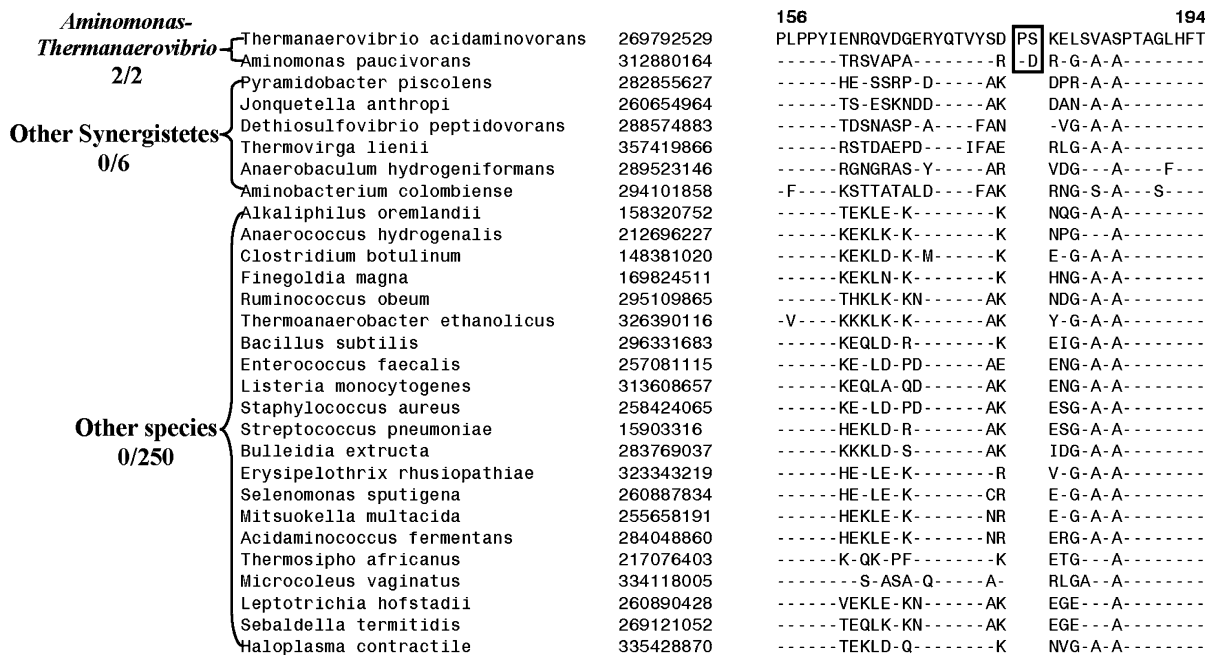 156 194
Aminomonas-
Thermanaerovibrio
2/2
Thermanaerovibrio acidaminovorans 269792529 PLPPYIENRQVDGERYQTVYSD PS KELSVASPTAGLHFT
Aminomonas paucivorans 312880164 ------TRSVAPA--------R -D R-G-A-A--------
Other Synergistetes
0/6
Pyramidobacter piscolens 282855627 ------HE-SSRP-D-----AK DPR-A-A--------
Jonquetella anthropi 260654964 ------TS-ESKNDD-----AK DAN-A-A--------
Dethiosulfovibrio peptidovorans 288574883 ------TDSNASP-A----FAN -VG-A-A--------
Thermovirga lienii 357419866 ------RSTDAEPD----IFAE RLG-A-A--------
Anaerobaculum hydrogeniformans 289523146 ------RGNGRAS-Y-----AR VDG-A-A----F---
Aminobacterium colombiense 294101858 -F----KSTTATALD----FAK RNG-S-A---S----
Other species
0/250
Alkaliphilus oremlandii 158320752 ------TEKLE-K--------K NQG-A-A--------
Anaerococcus hydrogenalis 212696227 ------KEKLK-K--------K NPG-A-A--------
Clostridium botulinum 148381020 ------KEKLD-K-M------K E-G-A-A--------
Finegoldia magna 169824511 ------KEKLN-K--------K HNG-A-A--------
Ruminococcus obeum 295109865 ------THKLK-KN------AK NDG-A-A--------
Thermoanaerobacter ethanolicus 326390116 -V----KKKLK-K-------AK Y-G-A-A--------
Bacillus subtilis 296331683 ------KEQLD-R--------K EIG-A-A--------
Enterococcus faecalis 257081115 ------KE-LD-PD------AE ENG-A-A--------
Listeria monocytogenes 313608657 ------KEQLA-QD------AK ENG-A-A--------
Staphylococcus aureus 258424065 ------KE-LD-PD------AK ESG-A-A--------
Streptococcus pneumoniae 15903316 ------HEKLD-R-------AK ESG-A-A--------
Bulleidia extructa 283769037 ------KKKLD-S-------AK IDG-A-A--------
Erysipelothrix rhusiopathiae 323343219 ------HE-LE-K--------R V-G-A-A--------
Selenomonas sputigena 260887834 ------HE-LE-K-------CR E-G-A-A--------
Mitsuokella multacida 255658191 ------HEKLE-K-------NR E-G-A-A--------
Acidaminococcus fermentans 284048860 ------HEKLE-K-------NR ERG-A-A--------
Thermosipho africanus 217076403 ------K-QK-PF--------K ETG-A-A--------
Microcoleus vaginatus 334118005 --------S-ASA-Q-----A- RLGA--A--------
Leptotrichia hofstadii 260890428 ------VEKLE-KN------AK EGE---A--------
Sebaldella termitidis 269121052 ------TEQLK-KN------AK EGE---A--------
Haloplasma contractile 335428870 ------TEKLD-Q--------K NVG-A-A--------